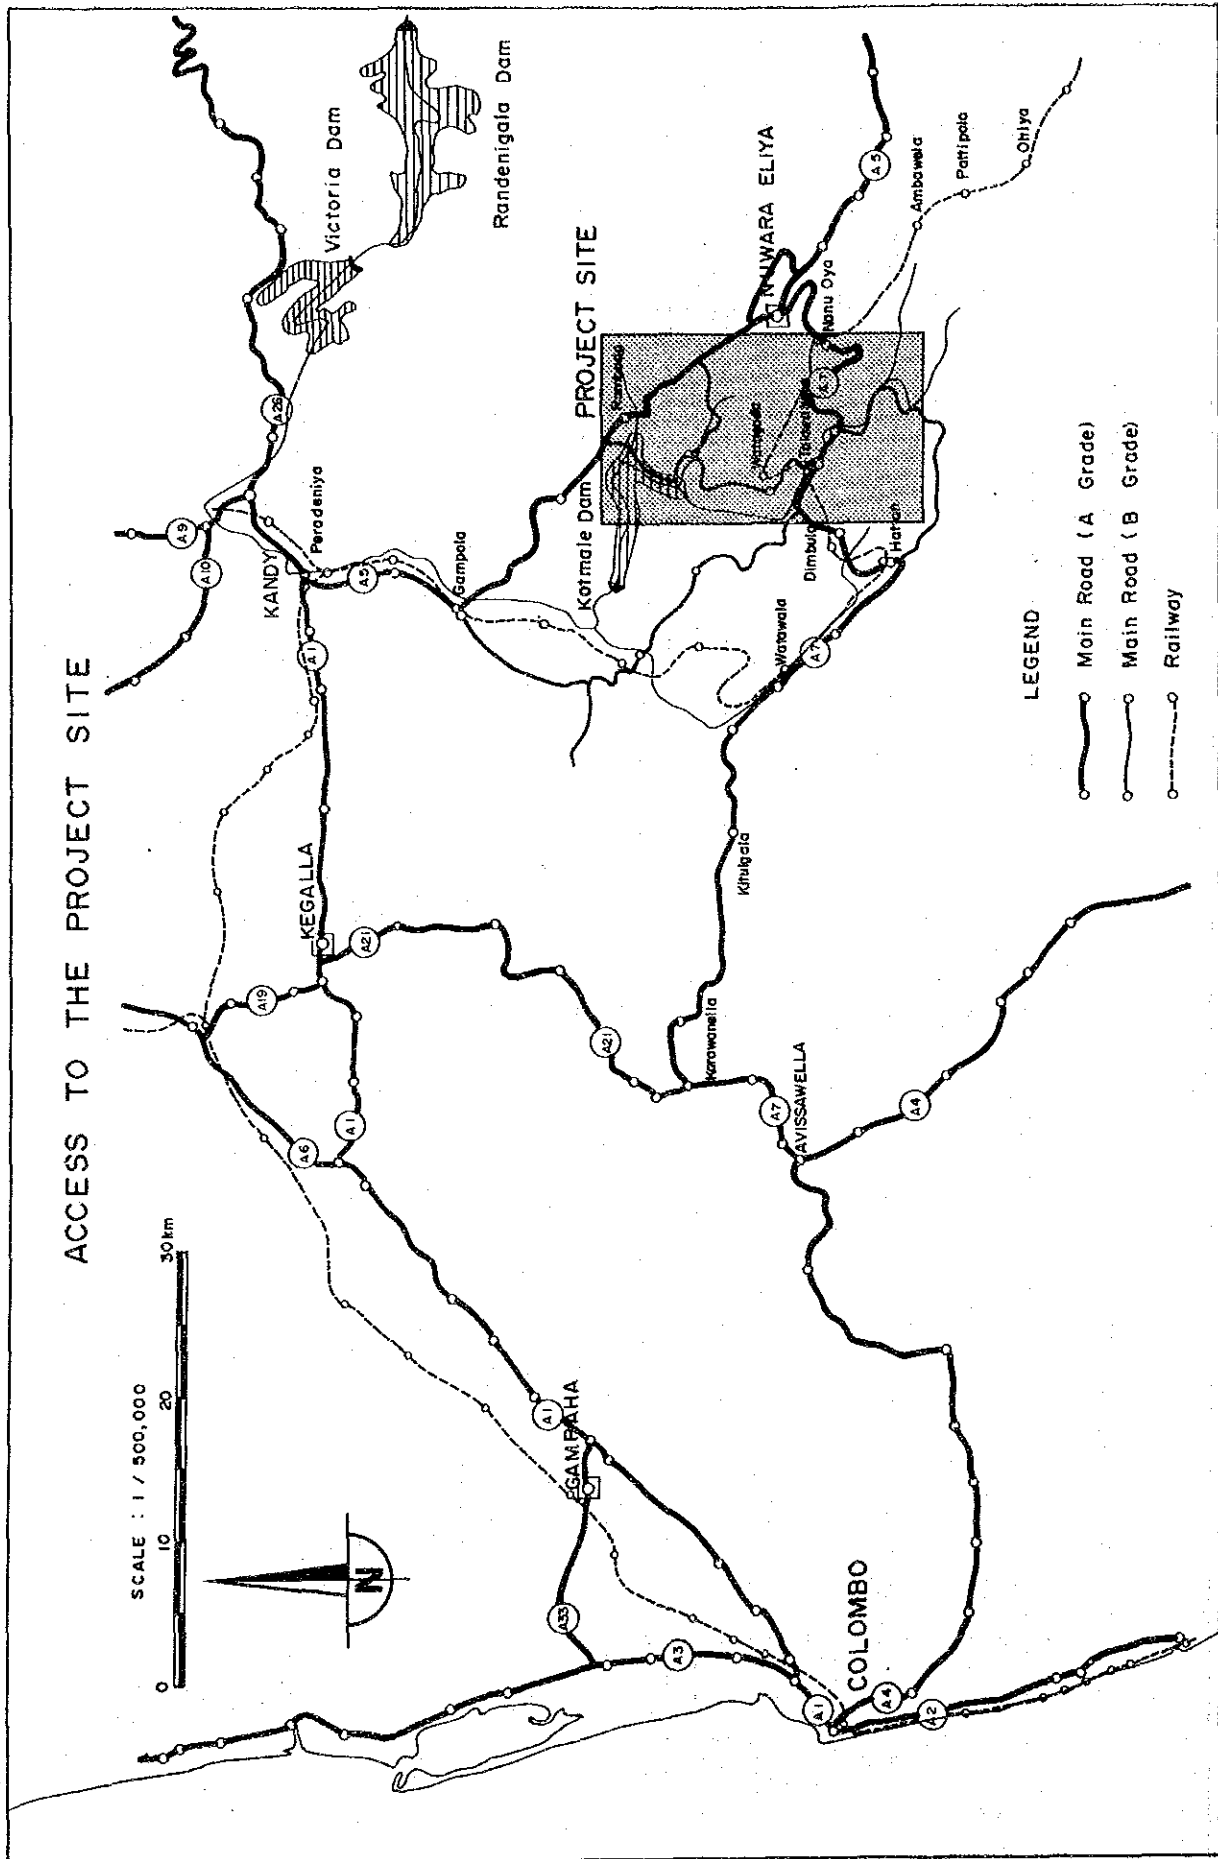 ACCESS TO THE PROJECT SITE
SCALE : 1 / 500,000
0 10 20 30km
N
Victoria Dam
Randenigala Dam
A26
A9
A10
KANDY
Peradeniya
A5
A1
Gampola
KEGALLA
A19
A21
A6
A1
A21
PROJECT SITE
Kotmale Dam
NUWARA ELIYA
A5
Nanu Oya
A7
Ambawela
Pattipola
Ohiya
Dimbula
Hatton
Watawala
A7
Kitulgala
Karawanella
A7
AVISSAWELLA
A4
A1
GAMPAHA
A33
A3
COLOMBO
A1
A4
A2
LEGEND
Main Road (A Grade)
Main Road (B Grade)
Railway